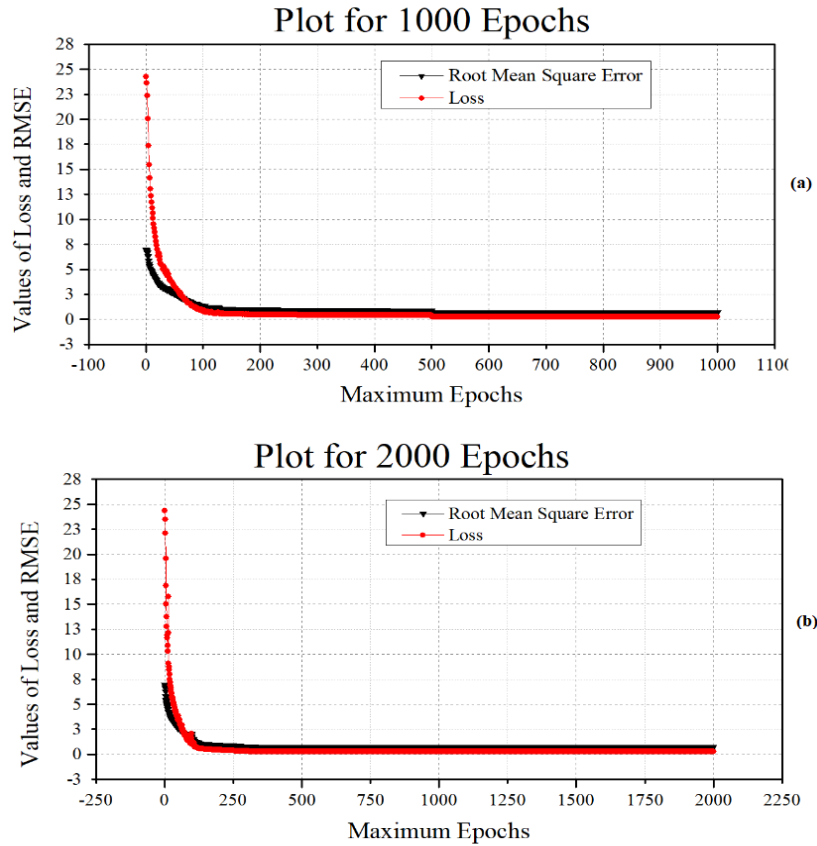 Plot for 1000 Epochs
28
25
23
20
18
15
13
10
8
5
3
0
-3
Values of Loss and RMSE
Root Mean Square Error
Loss
(a)
-100 0 100 200 300 400 500 600 700 800 900 1000 1100
Maximum Epochs
Plot for 2000 Epochs
28
25
23
20
18
15
13
10
8
5
3
0
-3
Values of Loss and RMSE
Root Mean Square Error
Loss
(b)
-250 0 250 500 750 1000 1250 1500 1750 2000 2250
Maximum Epochs